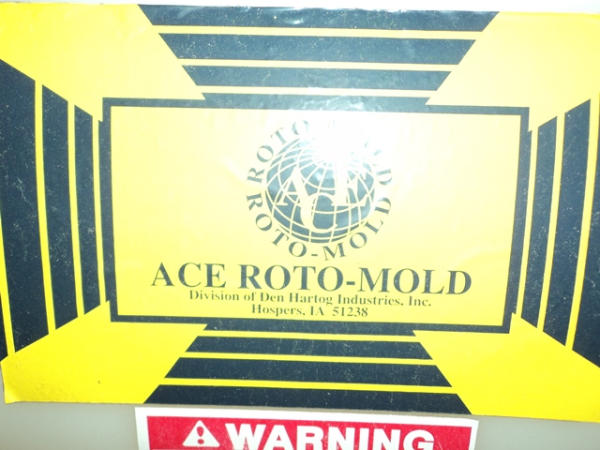 ROTO-MOLD
ACE
ROTO-MOLD
ACE ROTO-MOLD
Division of Den Hartog Industries, Inc.
Hospers, IA 51238
WARNING